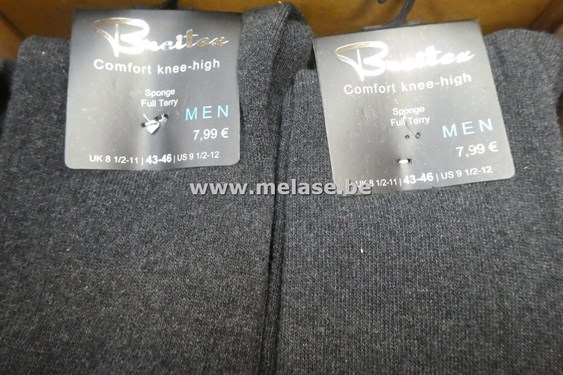 Comfort knee-high
Sponge
Full Terry
MEN
7,99 €
UK 8 1/2-11 | 43-46 | US 9 1/2-12
Comfort knee-high
Sponge
Full Terry
MEN
7,99 €
UK 8 1/2-11 | 43-46 | US 9 1/2-12
www.melase.be